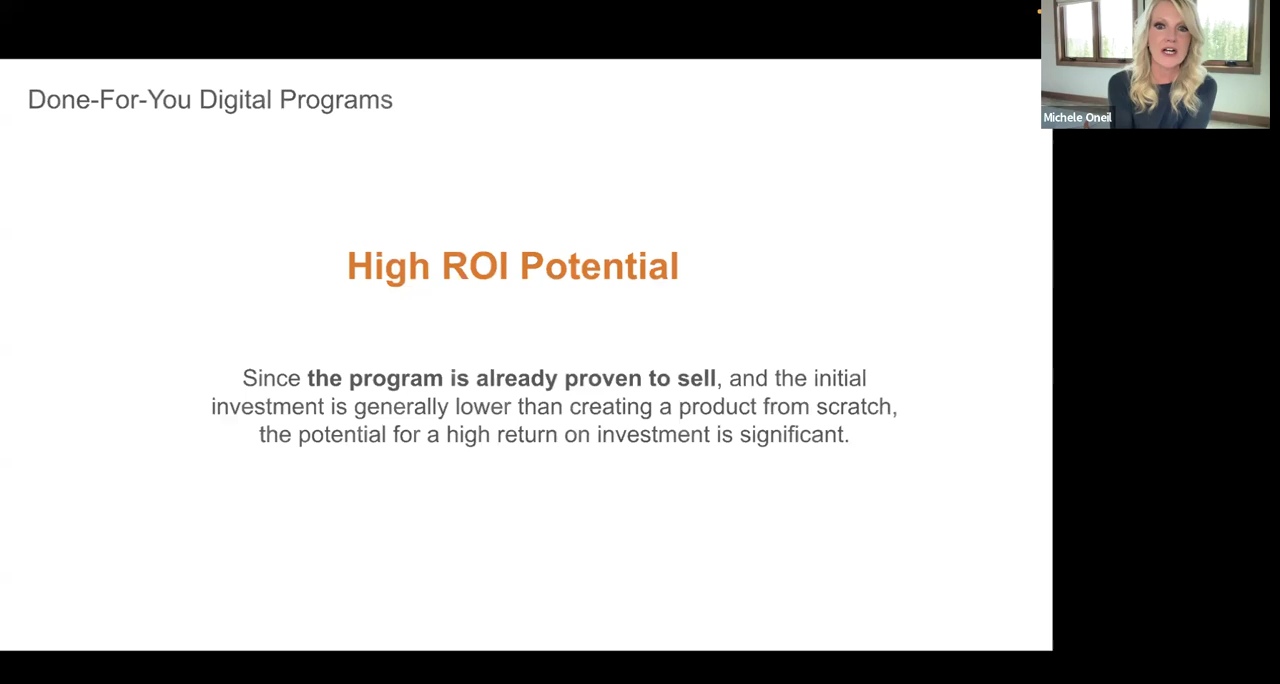 Done-For-You Digital Programs
Michele Oneil
High ROI Potential
Since the program is already proven to sell, and the initial
investment is generally lower than creating a product from scratch,
the potential for a high return on investment is significant.